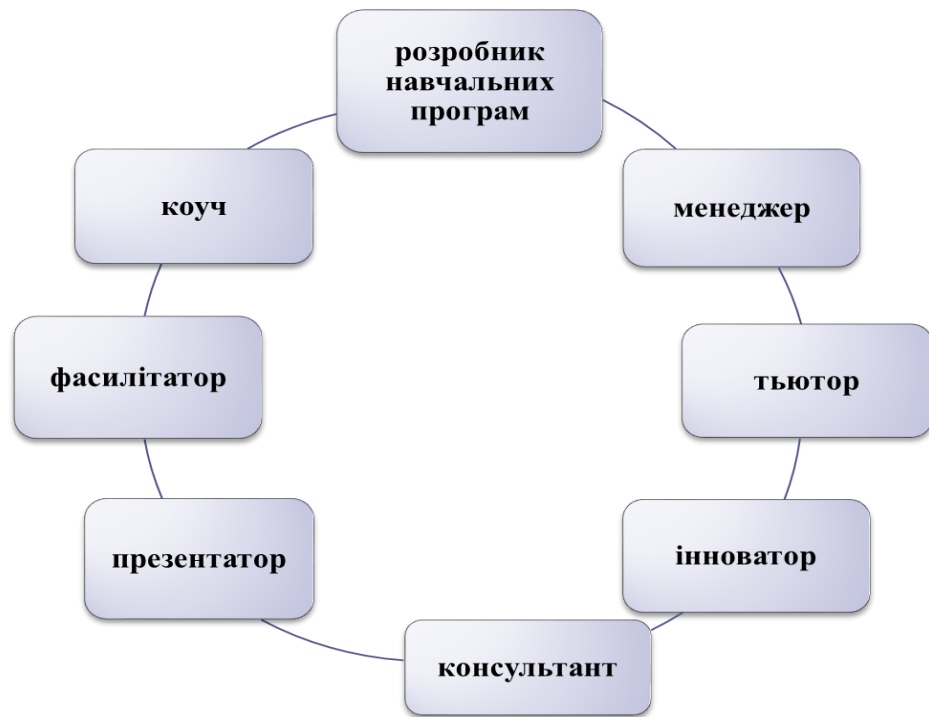 розробник
навчальних
програм
менеджер
тьютор
інноватор
консультант
презентатор
фасилітатор
коуч